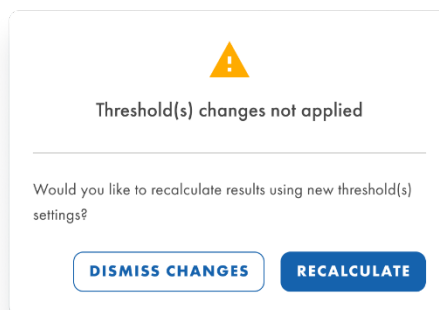 Threshold(s) changes not applied
Would you like to recalculate results using new threshold(s)
settings?
DISMISS CHANGES
RECALCULATE